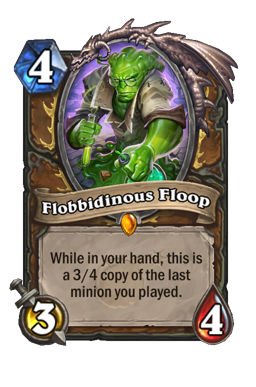 4
Flobbidinous Floop
While in your hand, this is
a 3/4 copy of the last
minion you played.
3
4